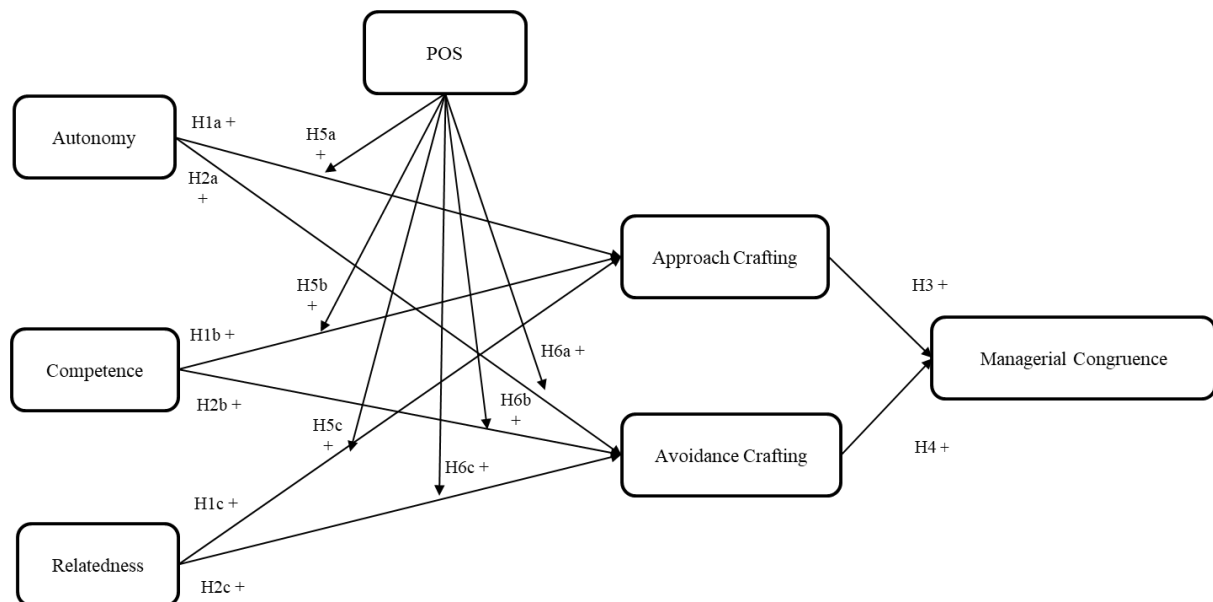 POS
Autonomy
H1a +
H5a
+
H2a
+
Approach Crafting
H5b
+
H3 +
H1b +
Competence
H6a +
Managerial Congruence
H2b +
H5c
+
H6b
+
Avoidance Crafting
H4 +
H6c +
H1c +
Relatedness
H2c +